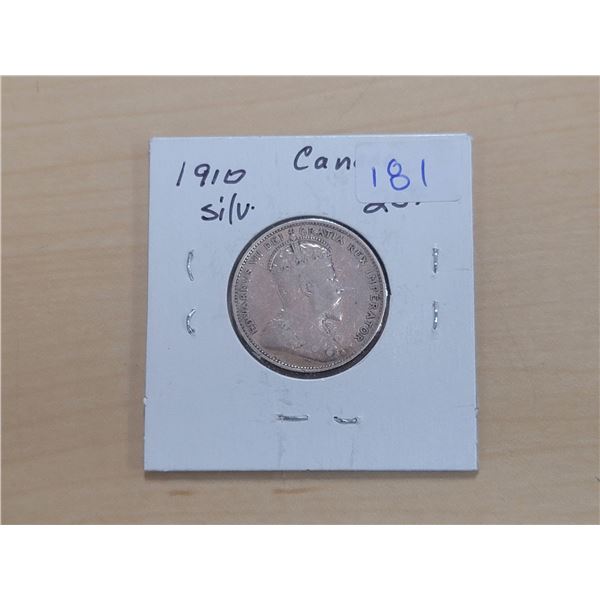 1910 Can
181
silv.
EDWARDVS VII DEI GRATIA REX IMPERATOR